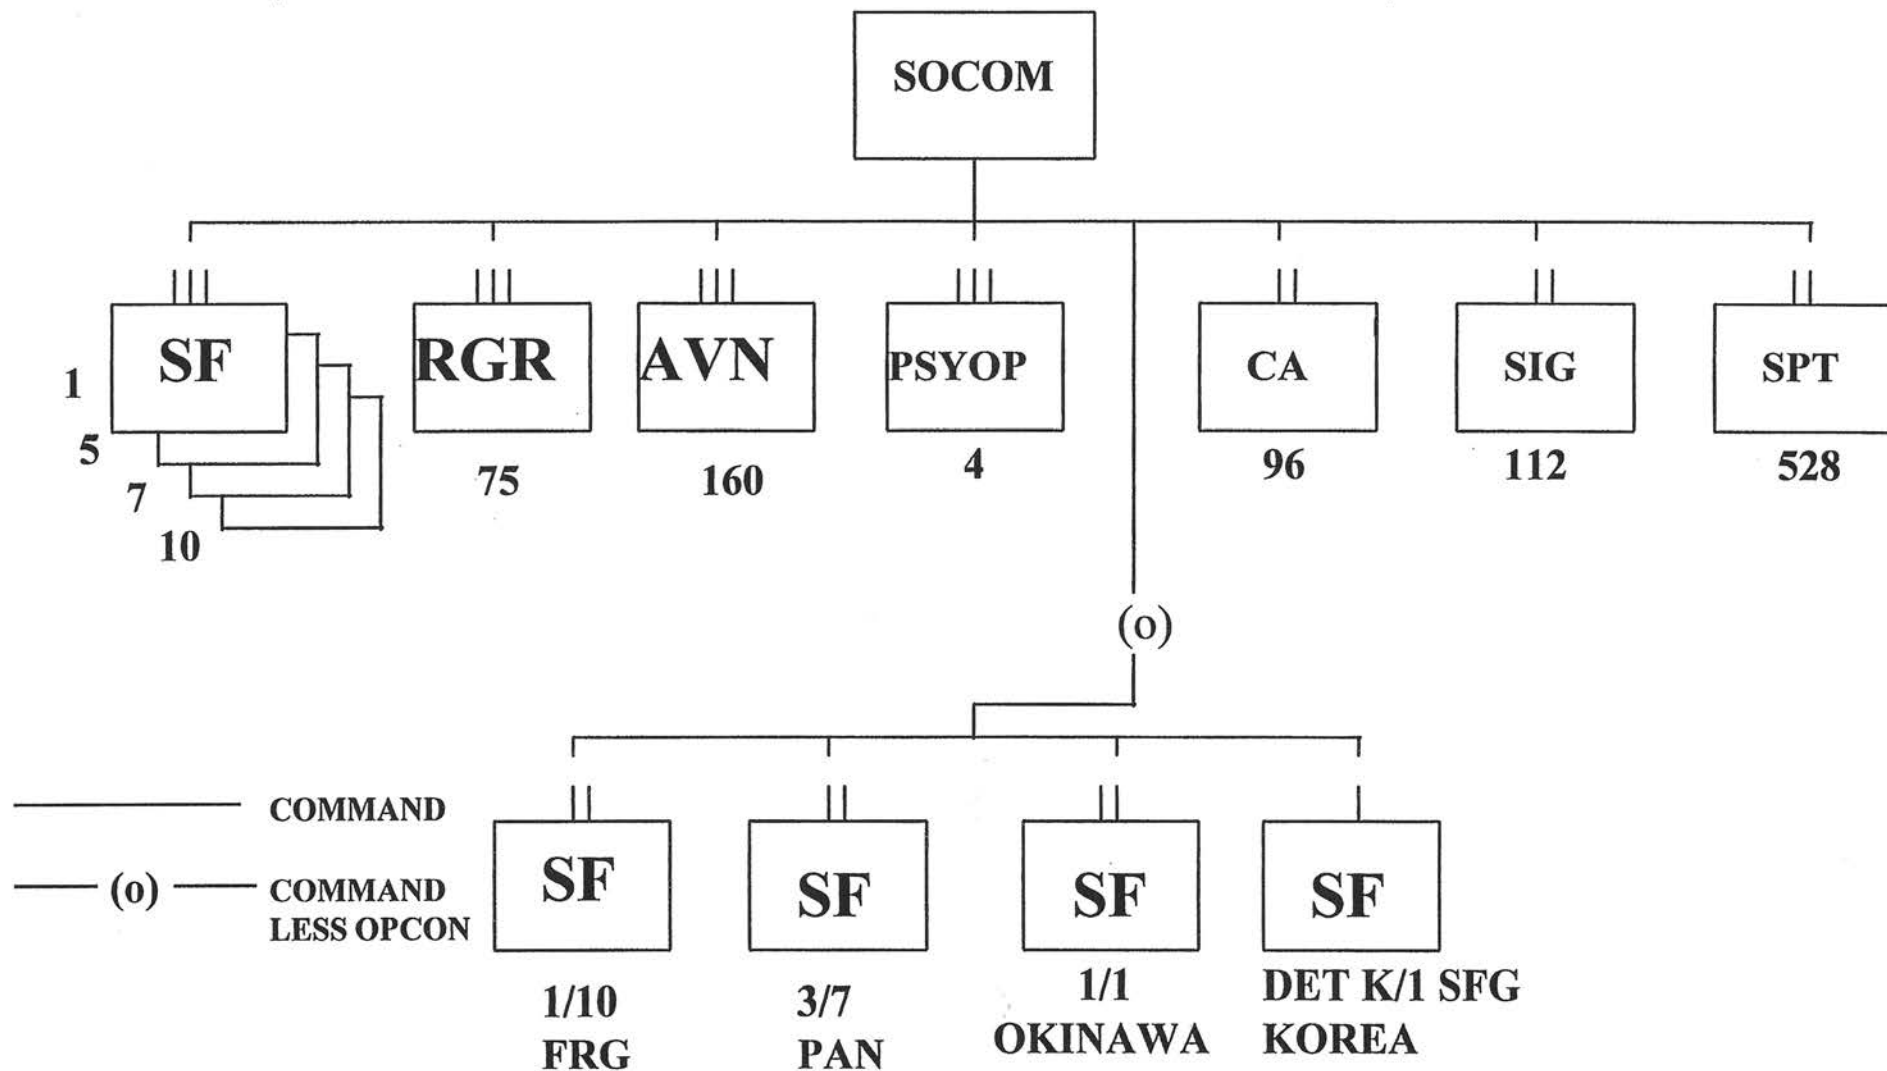 SOCOM
SF
RGR
AVN
PSYOP
CA
SIG
SPT
1
5
7
10
75
160
4
96
112
528
(o)
COMMAND
(o) COMMAND
LESS OPCON
SF
SF
SF
SF
1/10
FRG
3/7
PAN
1/1
OKINAWA
DET K/1 SFG
KOREA